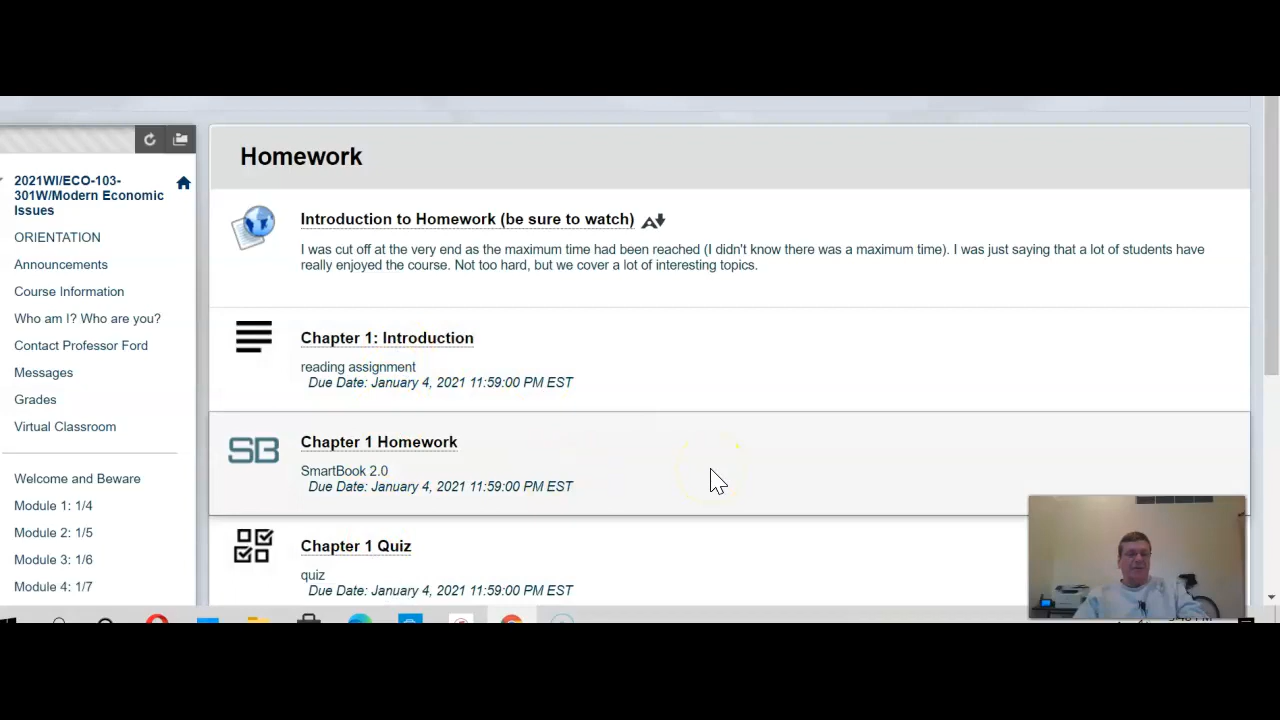 2021WI/ECO-103-
301W/Modern Economic
Issues
ORIENTATION
Announcements
Course Information
Who am I? Who are you?
Contact Professor Ford
Messages
Grades
Virtual Classroom
Welcome and Beware
Module 1: 1/4
Module 2: 1/5
Module 3: 1/6
Module 4: 1/7
Homework
Introduction to Homework (be sure to watch)
I was cut off at the very end as the maximum time had been reached (I didn't know there was a maximum time). I was just saying that a lot of students have
really enjoyed the course. Not too hard, but we cover a lot of interesting topics.
Chapter 1: Introduction
reading assignment
Due Date: January 4, 2021 11:59:00 PM EST
SB
Chapter 1 Homework
SmartBook 2.0
Due Date: January 4, 2021 11:59:00 PM EST
Chapter 1 Quiz
quiz
Due Date: January 4, 2021 11:59:00 PM EST